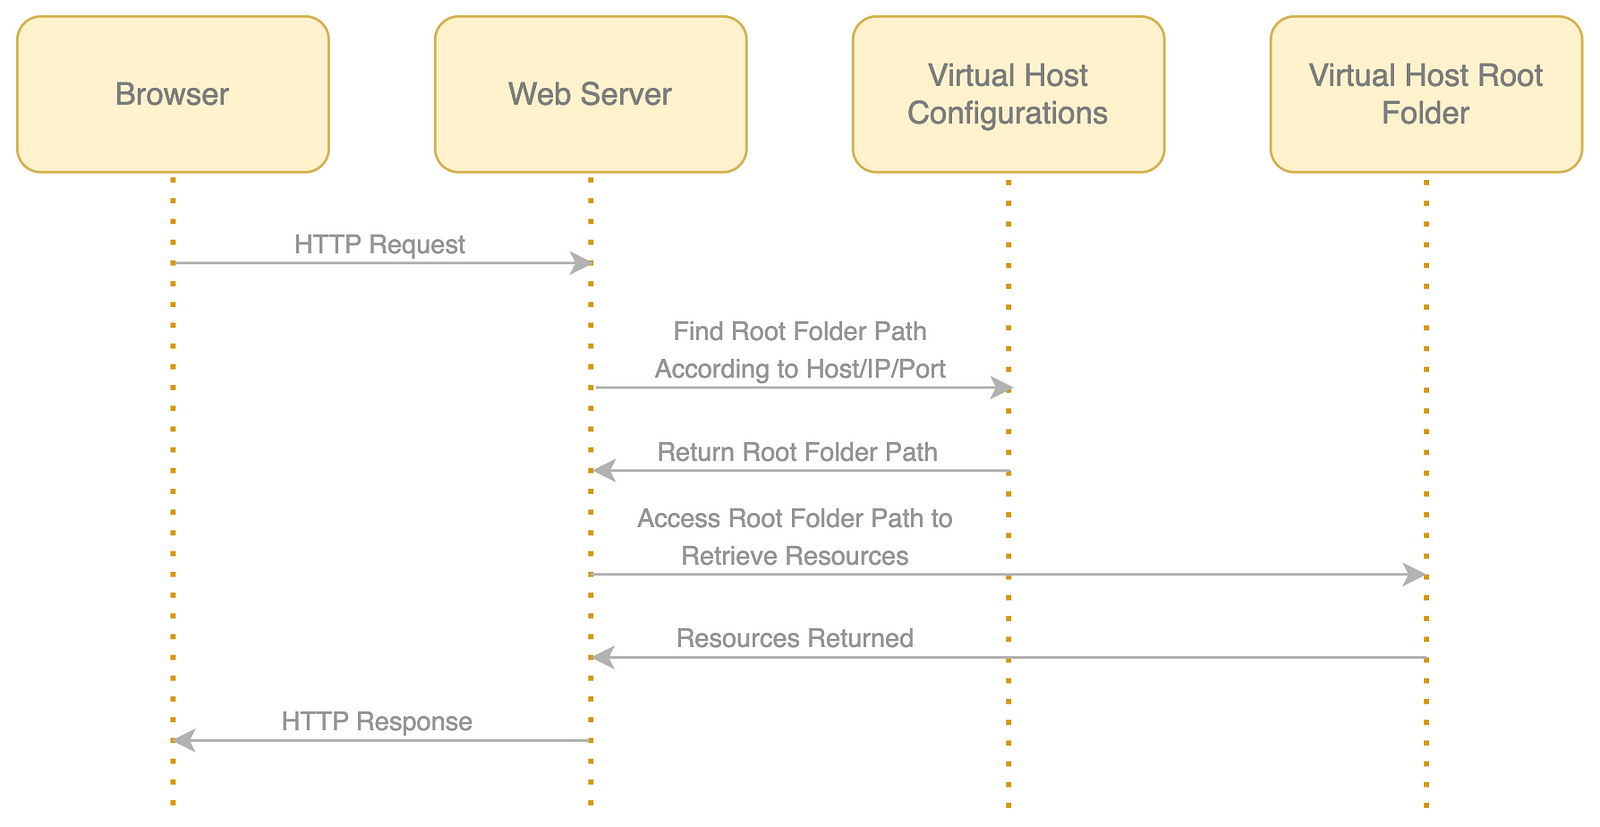 Browser
Web Server
Virtual Host
Configurations
Virtual Host Root
Folder
HTTP Request
Find Root Folder Path
According to Host/IP/Port
Return Root Folder Path
Access Root Folder Path to
Retrieve Resources
Resources Returned
HTTP Response